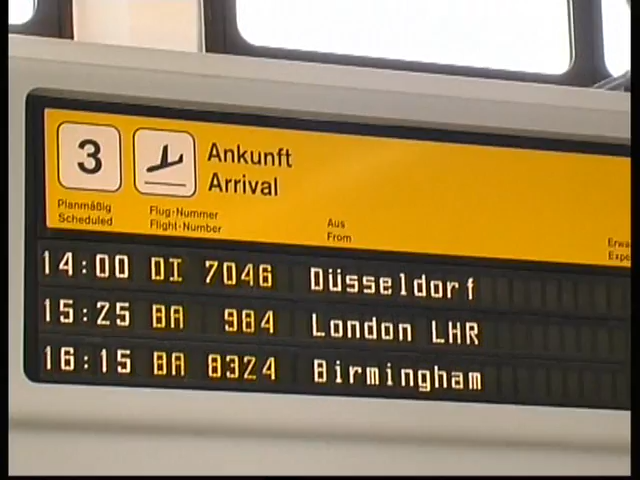 3 Ankunft
Arrival
Planmäßig Flug-Nummer Aus
Scheduled Flight-Number From
14:00 DI 7046 Düsseldorf
15:25 BA 984 London LHR
16:15 BA 8324 Birmingham